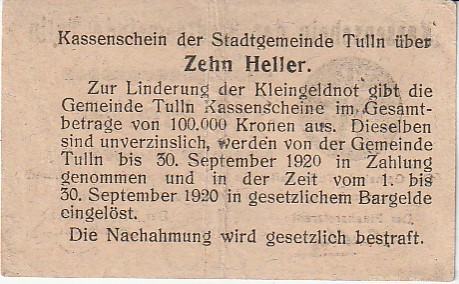 Kassenschein der Stadtgemeinde Tulln über
Zehn Heller.
Zur Linderung der Kleingeldnot gibt die
Gemeinde Tulln Kassenscheine im Gesamt-
betrage von 100.000 Kronen aus. Dieselben
sind unverzinslich, werden von der Gemeinde
Tulln bis 30. September 1920 in Zahlung
genommen und in der Zeit vom 1. bis
30. September 1920 in gesetzlichem Bargelde
eingelöst.
Die Nachahmung wird gesetzlich bestraft.